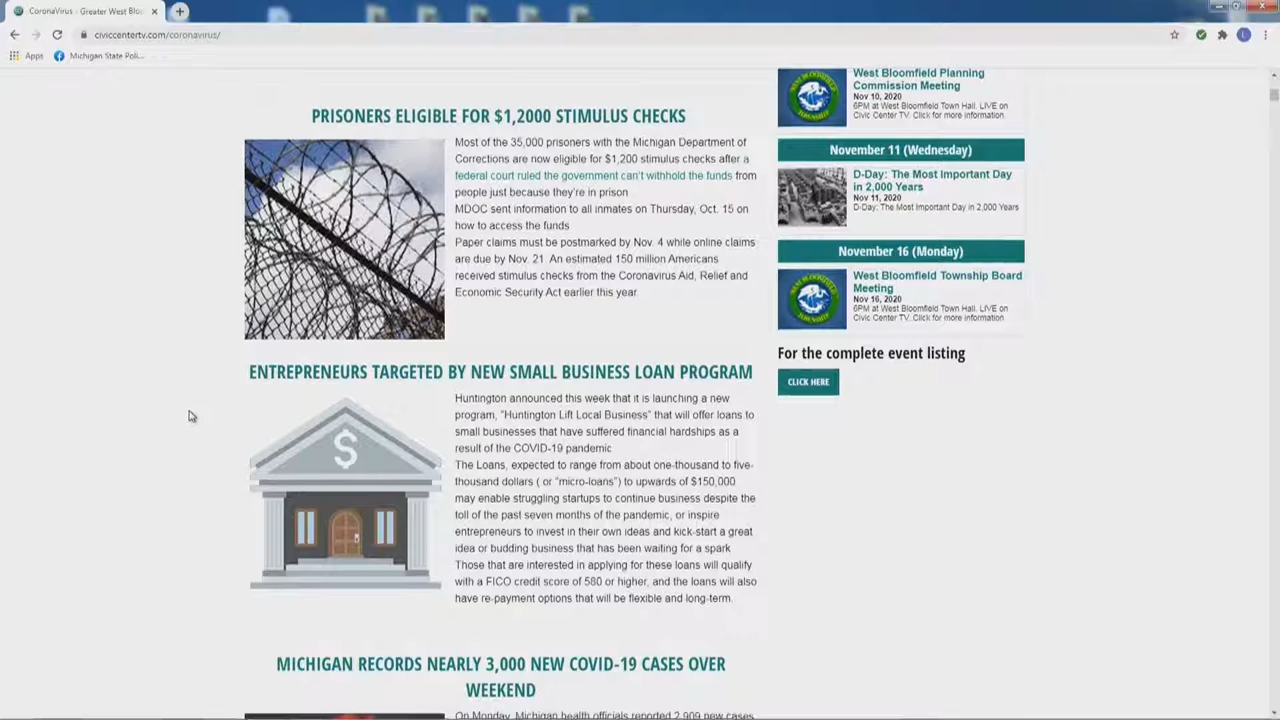 CoronaVirus - Greater West Bloo
civiccentertv.com/coronavirus/
Apps
Michigan State Poli...
L
PRISONERS ELIGIBLE FOR $1,2000 STIMULUS CHECKS
Most of the 35,000 prisoners with the Michigan Department of
Corrections are now eligible for $1,200 stimulus checks after a
federal court ruled the government can't withhold the funds from
people just because they're in prison
MDOC sent information to all inmates on Thursday, Oct. 15 on
how to access the funds
Paper claims must be postmarked by Nov. 4 while online claims
are due by Nov. 21. An estimated 150 million Americans
received stimulus checks from the Coronavirus Aid, Relief and
Economic Security Act earlier this year
ENTREPRENEURS TARGETED BY NEW SMALL BUSINESS LOAN PROGRAM
$
Huntington announced this week that it is launching a new
program, "Huntington Lift Local Business" that will offer loans to
small businesses that have suffered financial hardships as a
result of the COVID-19 pandemic
The Loans, expected to range from about one-thousand to five-
thousand dollars ( or "micro-loans") to upwards of $150,000
may enable struggling startups to continue business despite the
toll of the past seven months of the pandemic, or inspire
entrepreneurs to invest in their own ideas and kick-start a great
idea or budding business that has been waiting for a spark
Those that are interested in applying for these loans will qualify
with a FICO credit score of 580 or higher, and the loans will also
have re-payment options that will be flexible and long-term.
MICHIGAN RECORDS NEARLY 3,000 NEW COVID-19 CASES OVER
WEEKEND
On Monday, Michigan health officials reported 2,909 new cases
West Bloomfield Planning
Commission Meeting
Nov 10, 2020
6PM at West Bloomfield Town Hall. LIVE on
Civic Center TV. Click for more information
November 11 (Wednesday)
D-Day: The Most Important Day
in 2,000 Years
Nov 11, 2020
D-Day: The Most Important Day in 2,000 Years
November 16 (Monday)
West Bloomfield Township Board
Meeting
Nov 16, 2020
6PM at West Bloomfield Town Hall. LIVE on
Civic Center TV. Click for more information
For the complete event listing
CLICK HERE